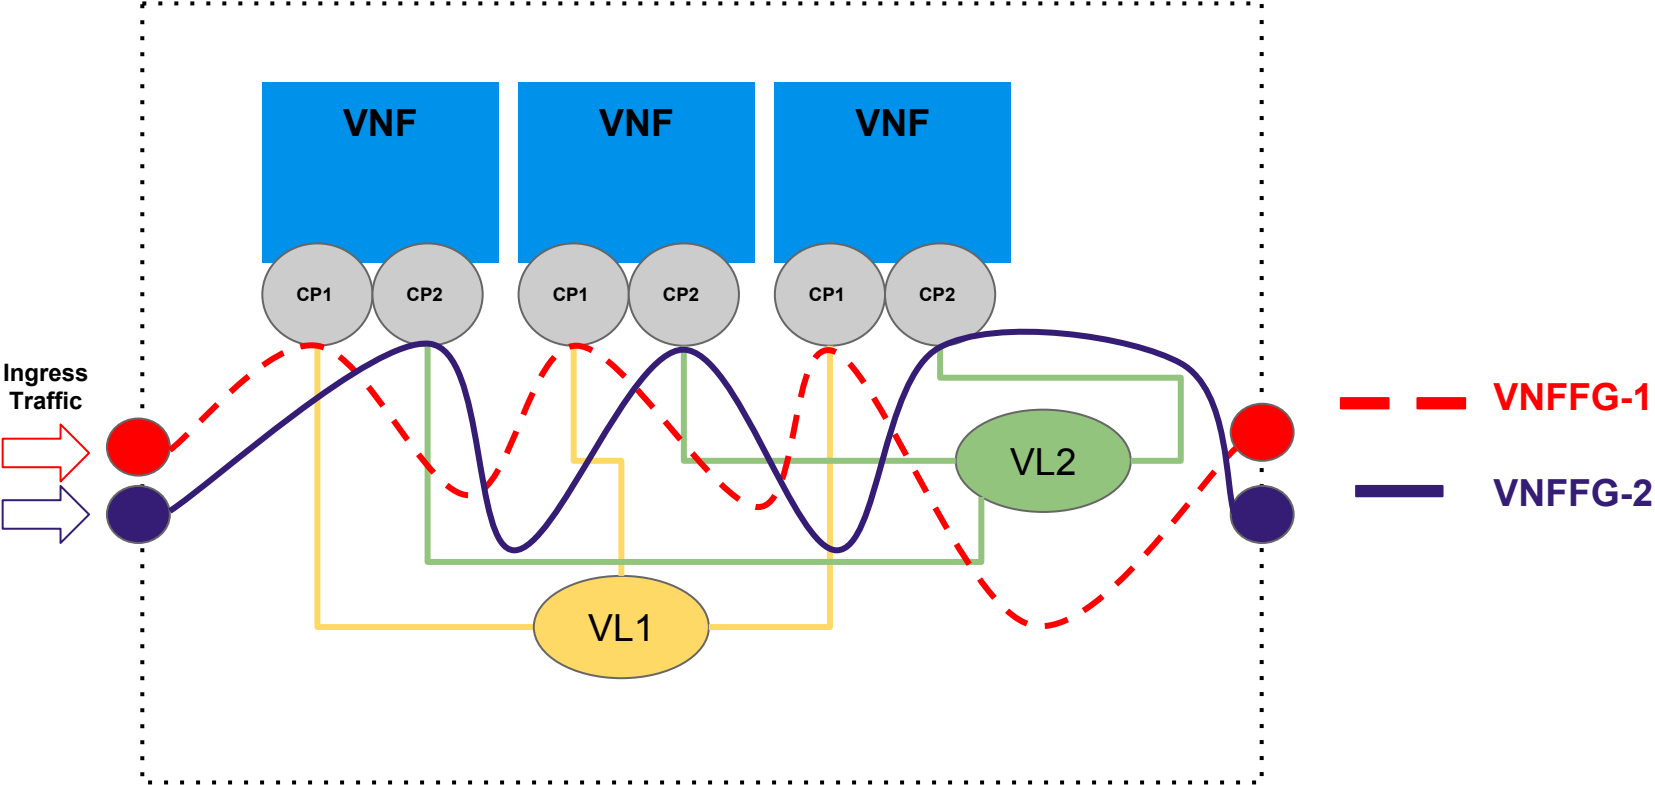 VNF
VNF
VNF
CP1
CP2
CP1
CP2
CP1
CP2
Ingress
Traffic
VNFFG-1
VL2
VNFFG-2
VL1